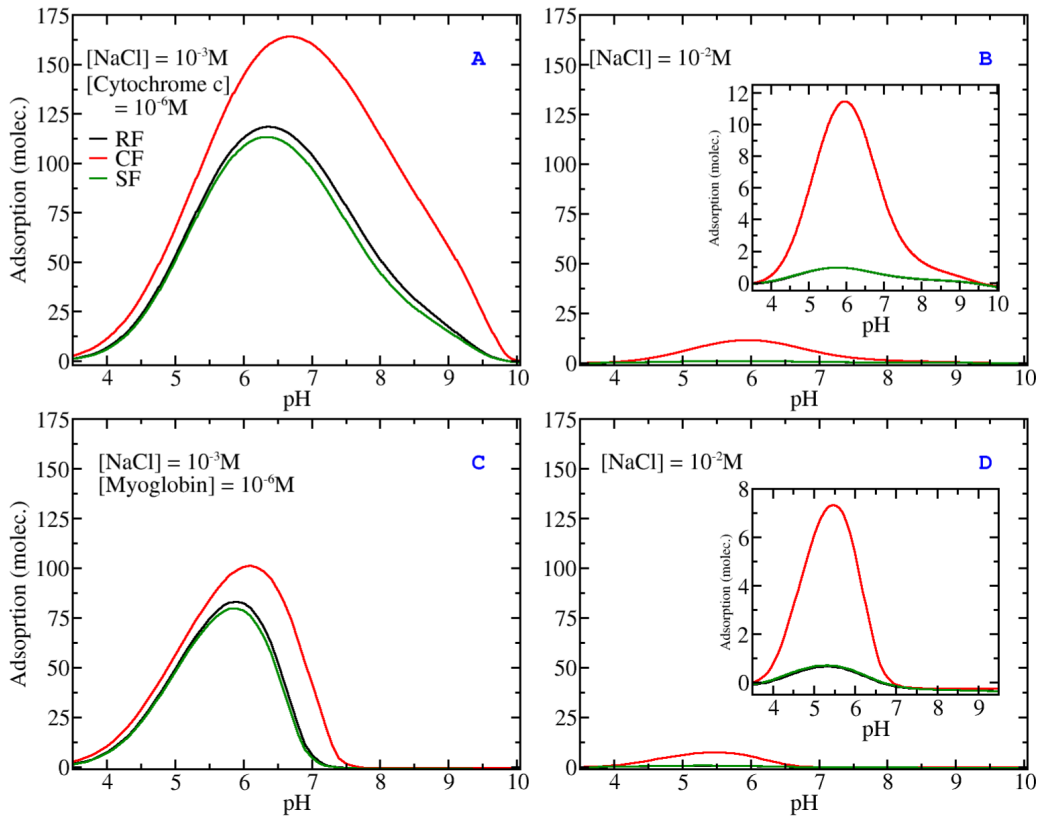 175
150
125
100
75
50
25
0
Adsorption (molec.)
[NaCl] = 10⁻³M
[Cytochrome c]
= 10⁻⁶M
RF
CF
SF
A
4 5 6 7 8 9 10
pH
175
150
125
100
75
50
25
0
[NaCl] = 10⁻²M
B
12
10
8
6
4
2
0
Adsorption (molec.)
4 5 6 7 8 9 10
pH
4 5 6 7 8 9 10
pH
175
150
125
100
75
50
25
0
Adsoprtion (molec.)
[NaCl] = 10⁻³M
[Myoglobin] = 10⁻⁶M
C
4 5 6 7 8 9 10
pH
175
150
125
100
75
50
25
0
[NaCl] = 10⁻²M
D
8
6
4
2
0
Adsorption (molec.)
4 5 6 7 8 9
pH
4 5 6 7 8 9 10
pH